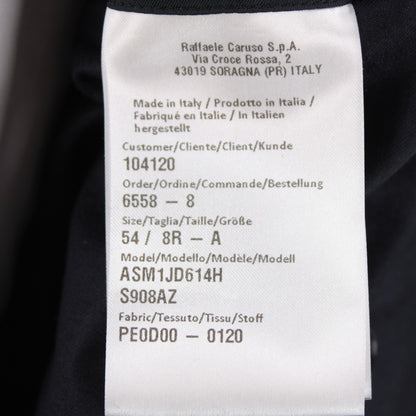 Raffaele Caruso S.p.A.
Via Croce Rossa, 2
43019 SORAGNA (PR) ITALY
Made in Italy / Prodotto in Italia /
Fabriqué en Italie / In Italien
hergestellt
Customer/Cliente/Client/Kunde
104120
Order/Ordine/Commande/Bestellung
6558 – 8
Size/Taglia/Taille/Größe
54 / 8R – A
Model/Modello/Modèle/Modell
ASM1JD614H
S908AZ
Fabric/Tessuto/Tissu/Stoff
PE0D00 – 0120